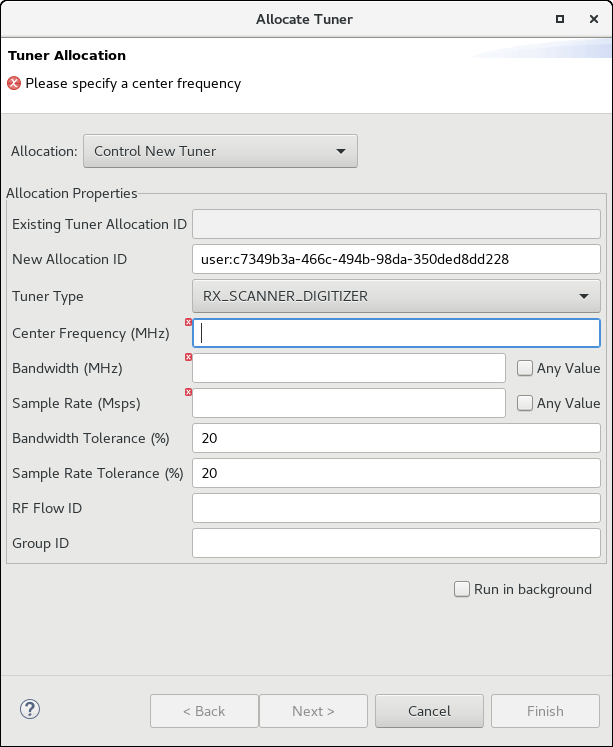 Allocate Tuner
Tuner Allocation
Please specify a center frequency
Allocation: Control New Tuner
Allocation Properties
Existing Tuner Allocation ID
New Allocation ID user:c7349b3a-466c-494b-98da-350ded8dd228
Tuner Type RX_SCANNER_DIGITIZER
Center Frequency (MHz)
Bandwidth (MHz) Any Value
Sample Rate (Msps) Any Value
Bandwidth Tolerance (%) 20
Sample Rate Tolerance (%) 20
RF Flow ID
Group ID
Run in background
? < Back Next > Cancel Finish